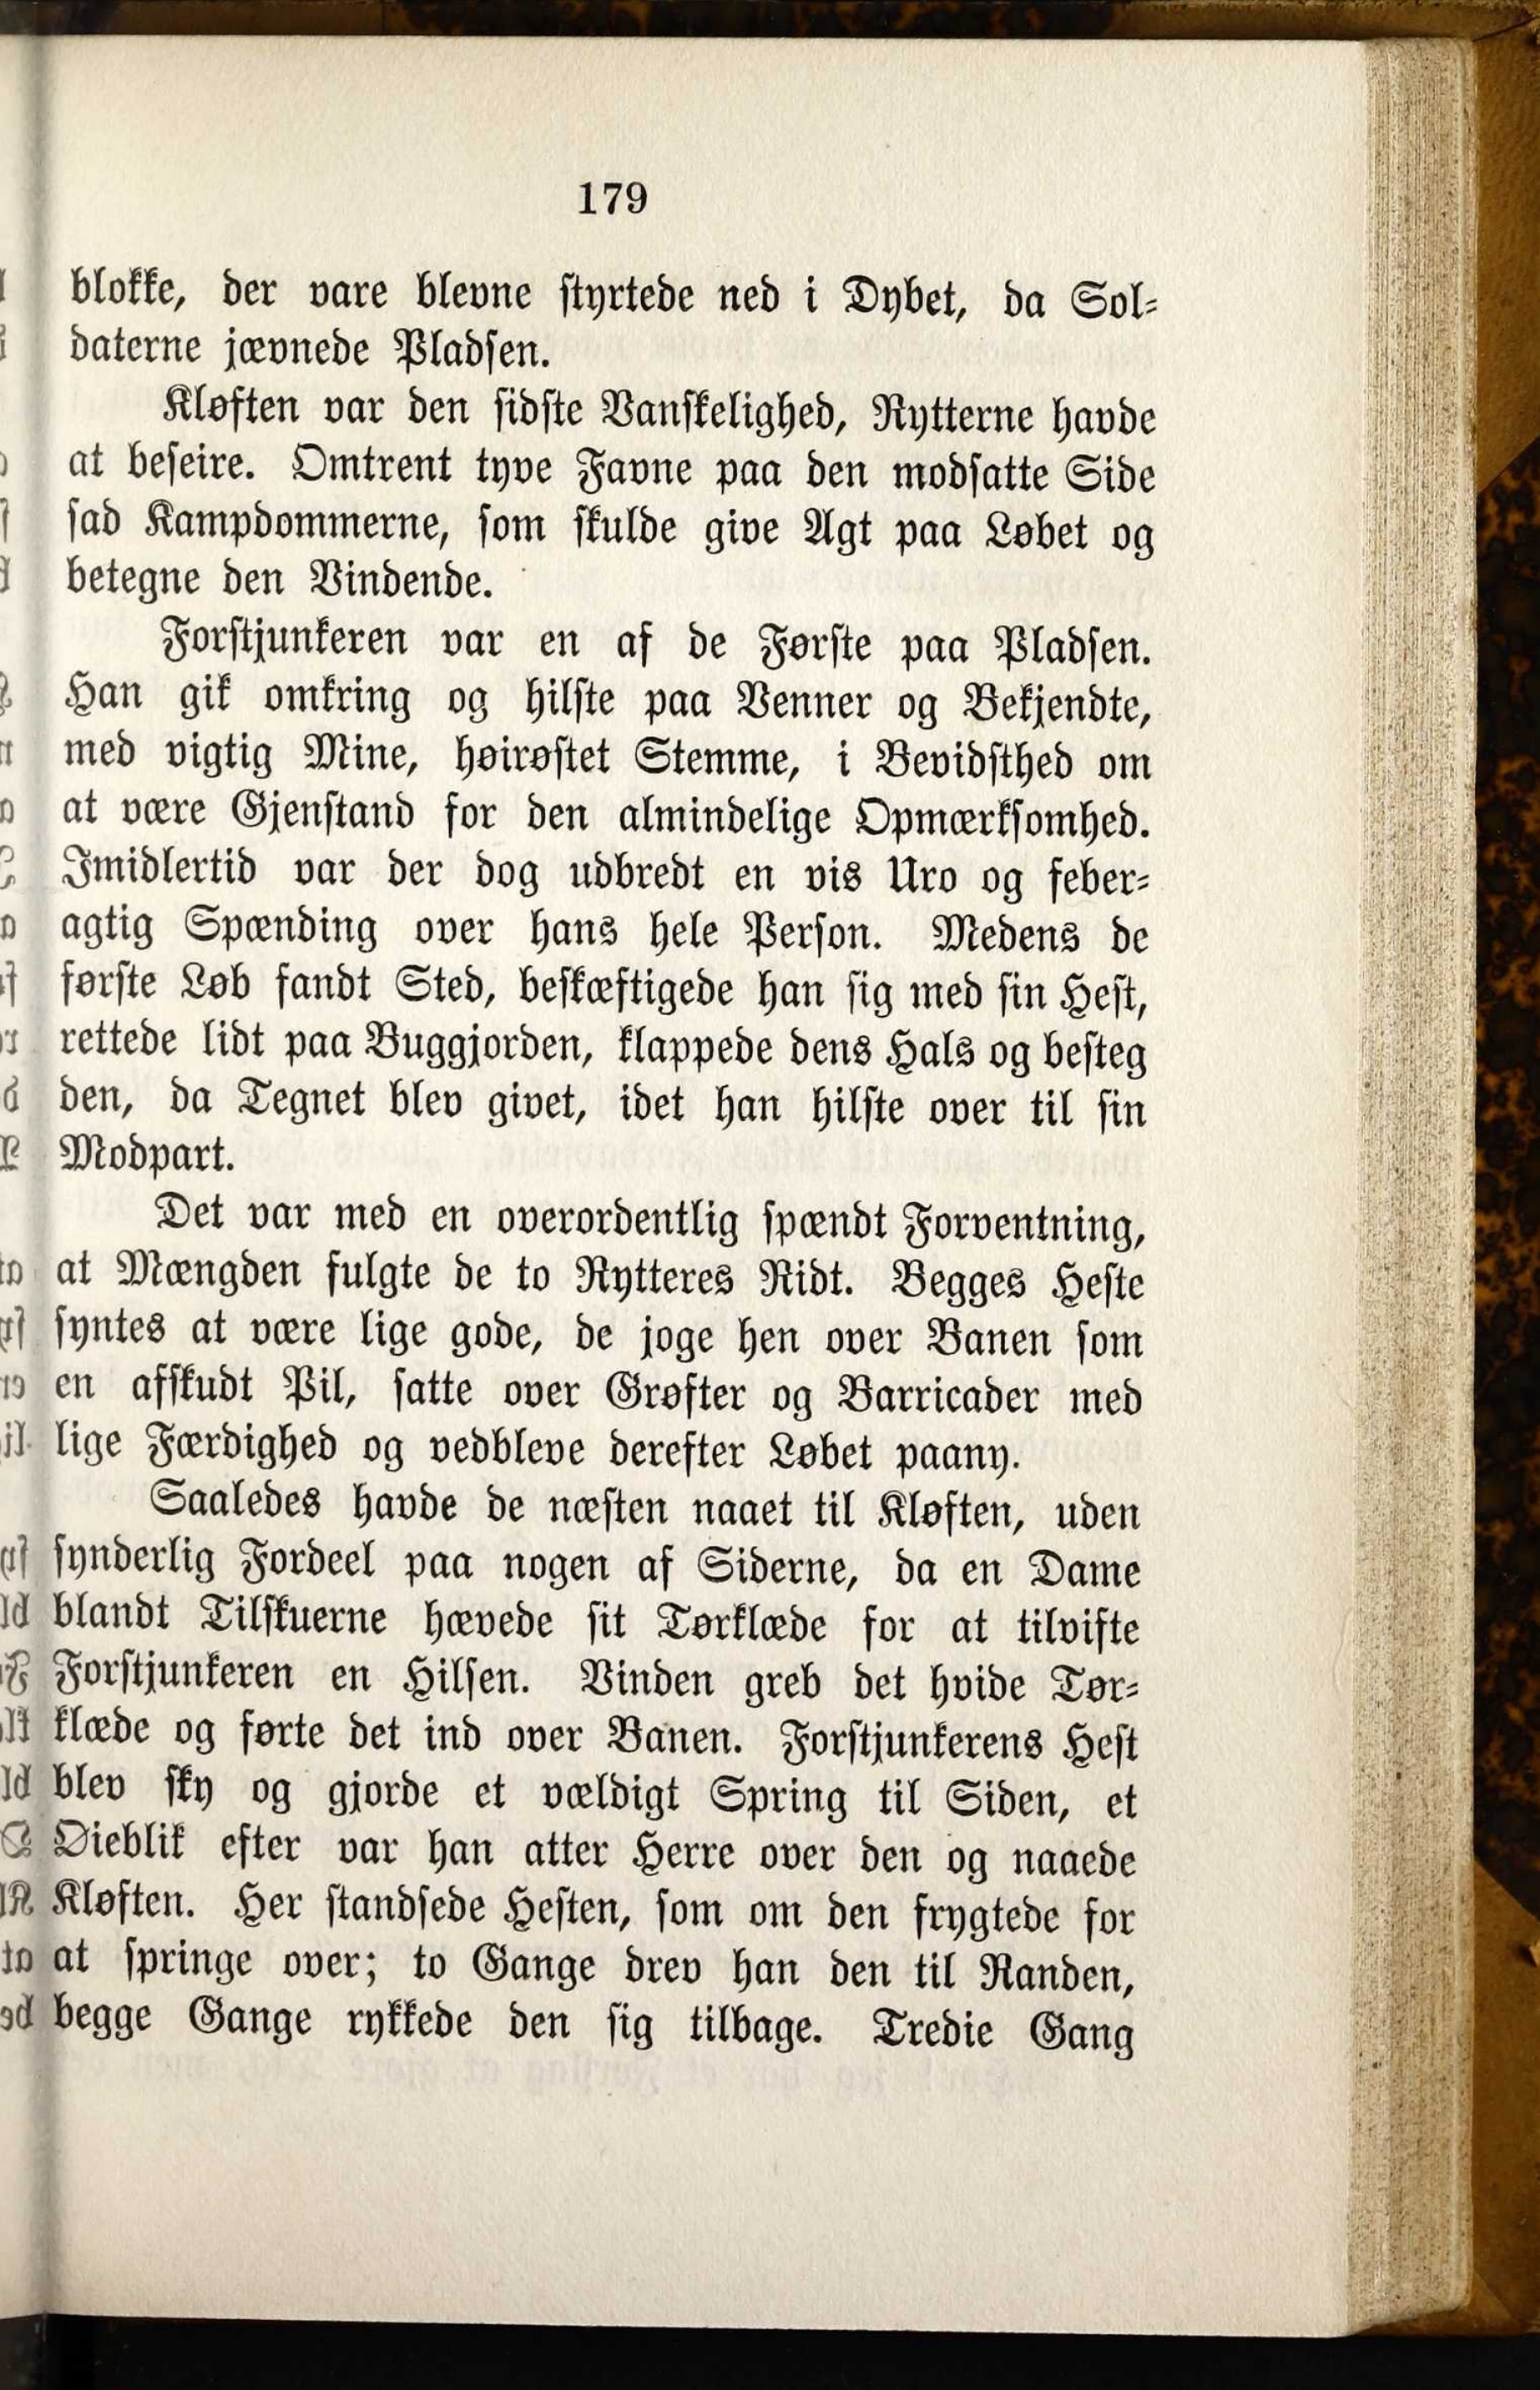 179
blokke, der vare blevne styrtede ned i Dybet, da Sol-
daterne jævnede Pladsen.
Kløften var den sidste Vanskelighed, Rytterne havde
at beseire. Omtrent tyve Favne paa den modsatte Side
sad Kampdommerne, som skulde give Agt paa Løbet og
betegne den Vindende.
Forstjunkeren var en af de Første paa Pladsen.
Han gik omkring og hilste paa Venner og Bekjendte,
med vigtig Mine, høirøstet Stemme, i Bevidsthed om
at være Gjenstand for den almindelige Opmærksomhed.
Imidlertid var der dog udbredt en vis Uro og feber-
agtig Spænding over hans hele Person. Medens de
første Løb fandt Sted, beskæftigede han sig med sin Hest,
rettede lidt paa Buggjorden, klappede dens Hals og besteg
den, da Tegnet blev givet, idet han hilste over til sin
Modpart.
Det var med en overordentlig spændt Forventning,
at Mængden fulgte de to Rytteres Ridt. Begges Heste
syntes at være lige gode, de joge hen over Banen som
en afskudt Pil, satte over Grøfter og Barricader med
lige Færdighed og vedbleve derefter Løbet paany.
Saaledes havde de næsten naaet til Kløften, uden
synderlig Fordeel paa nogen af Siderne, da en Dame
blandt Tilskuerne hævede sit Tørklæde for at tilvifte
Forstjunkeren en Hilsen. Vinden greb det hvide Tør-
klæde og førte det ind over Banen. Forstjunkerens Hest
blev sky og gjorde et vældigt Spring til Siden, et
Øieblik efter var han atter Herre over den og naaede
Kløften. Her standsede Hesten, som om den frygtede for
at springe over; to Gange drev han den til Randen,
begge Gange rykkede den sig tilbage. Tredie Gang